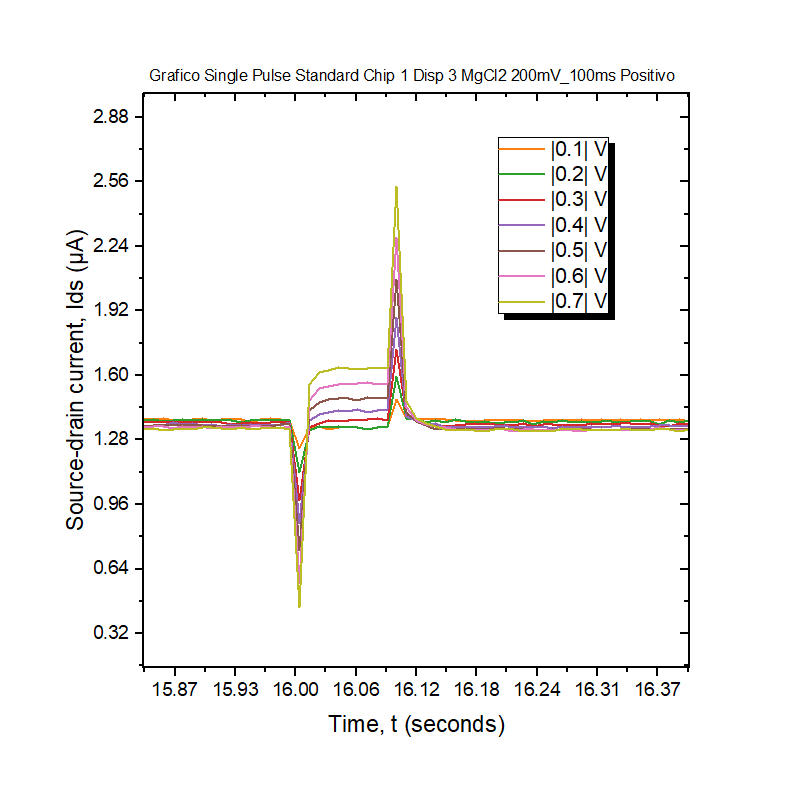 Grafico Single Pulse Standard Chip 1 Disp 3 MgCl2 200mV_100ms Positivo
2.88
2.56
2.24
1.92
1.60
1.28
0.96
0.64
0.32
Source-drain current, Ids (μA)
|0.1| V
|0.2| V
|0.3| V
|0.4| V
|0.5| V
|0.6| V
|0.7| V
15.87 15.93 16.00 16.06 16.12 16.18 16.24 16.31 16.37
Time, t (seconds)